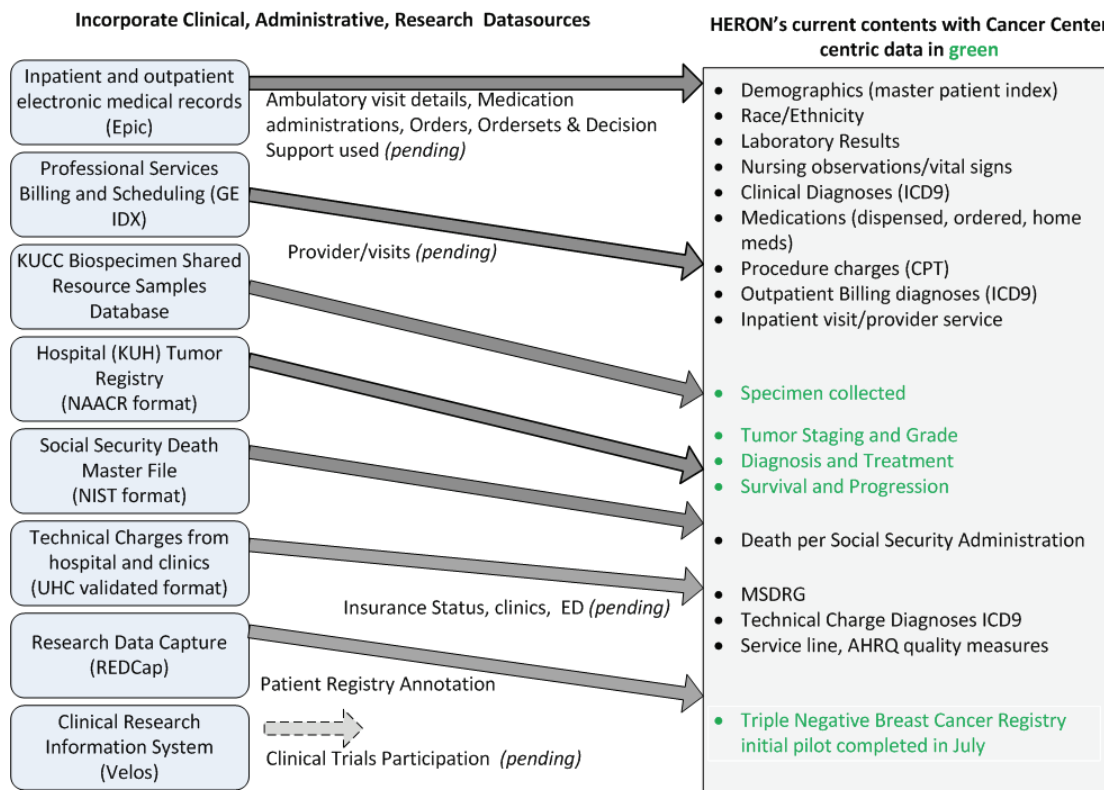 Incorporate Clinical, Administrative, Research Datasources
HERON's current contents with Cancer Center
centric data in green
Inpatient and outpatient
electronic medical records
(Epic)
Professional Services
Billing and Scheduling (GE
IDX)
KUCC Biospecimen Shared
Resource Samples
Database
Hospital (KUH) Tumor
Registry
(NAACR format)
Social Security Death
Master File
(NIST format)
Technical Charges from
hospital and clinics
(UHC validated format)
Research Data Capture
(REDCap)
Clinical Research
Information System
(Velos)
Ambulatory visit details, Medication
administrations, Orders, Ordersets & Decision
Support used (pending)
Provider/visits (pending)
Insurance Status, clinics, ED (pending)
Patient Registry Annotation
Clinical Trials Participation (pending)
• Demographics (master patient index)
• Race/Ethnicity
• Laboratory Results
• Nursing observations/vital signs
• Clinical Diagnoses (ICD9)
• Medications (dispensed, ordered, home
meds)
• Procedure charges (CPT)
• Outpatient Billing diagnoses (ICD9)
• Inpatient visit/provider service
• Specimen collected
• Tumor Staging and Grade
• Diagnosis and Treatment
• Survival and Progression
• Death per Social Security Administration
• MSDRG
• Technical Charge Diagnoses ICD9
• Service line, AHRQ quality measures
• Triple Negative Breast Cancer Registry
initial pilot completed in July